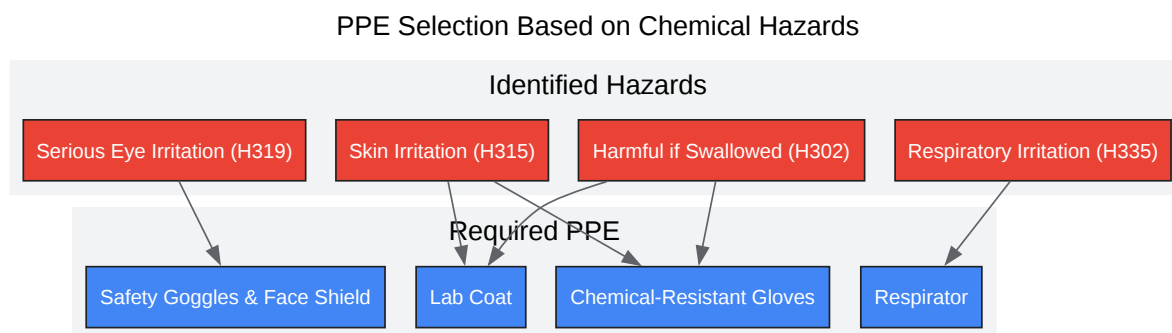 PPE Selection Based on Chemical Hazards
Identified Hazards
Serious Eye Irritation (H319)
Skin Irritation (H315)
Harmful if Swallowed (H302)
Respiratory Irritation (H335)
Required PPE
Safety Goggles & Face Shield
Lab Coat
Chemical-Resistant Gloves
Respirator